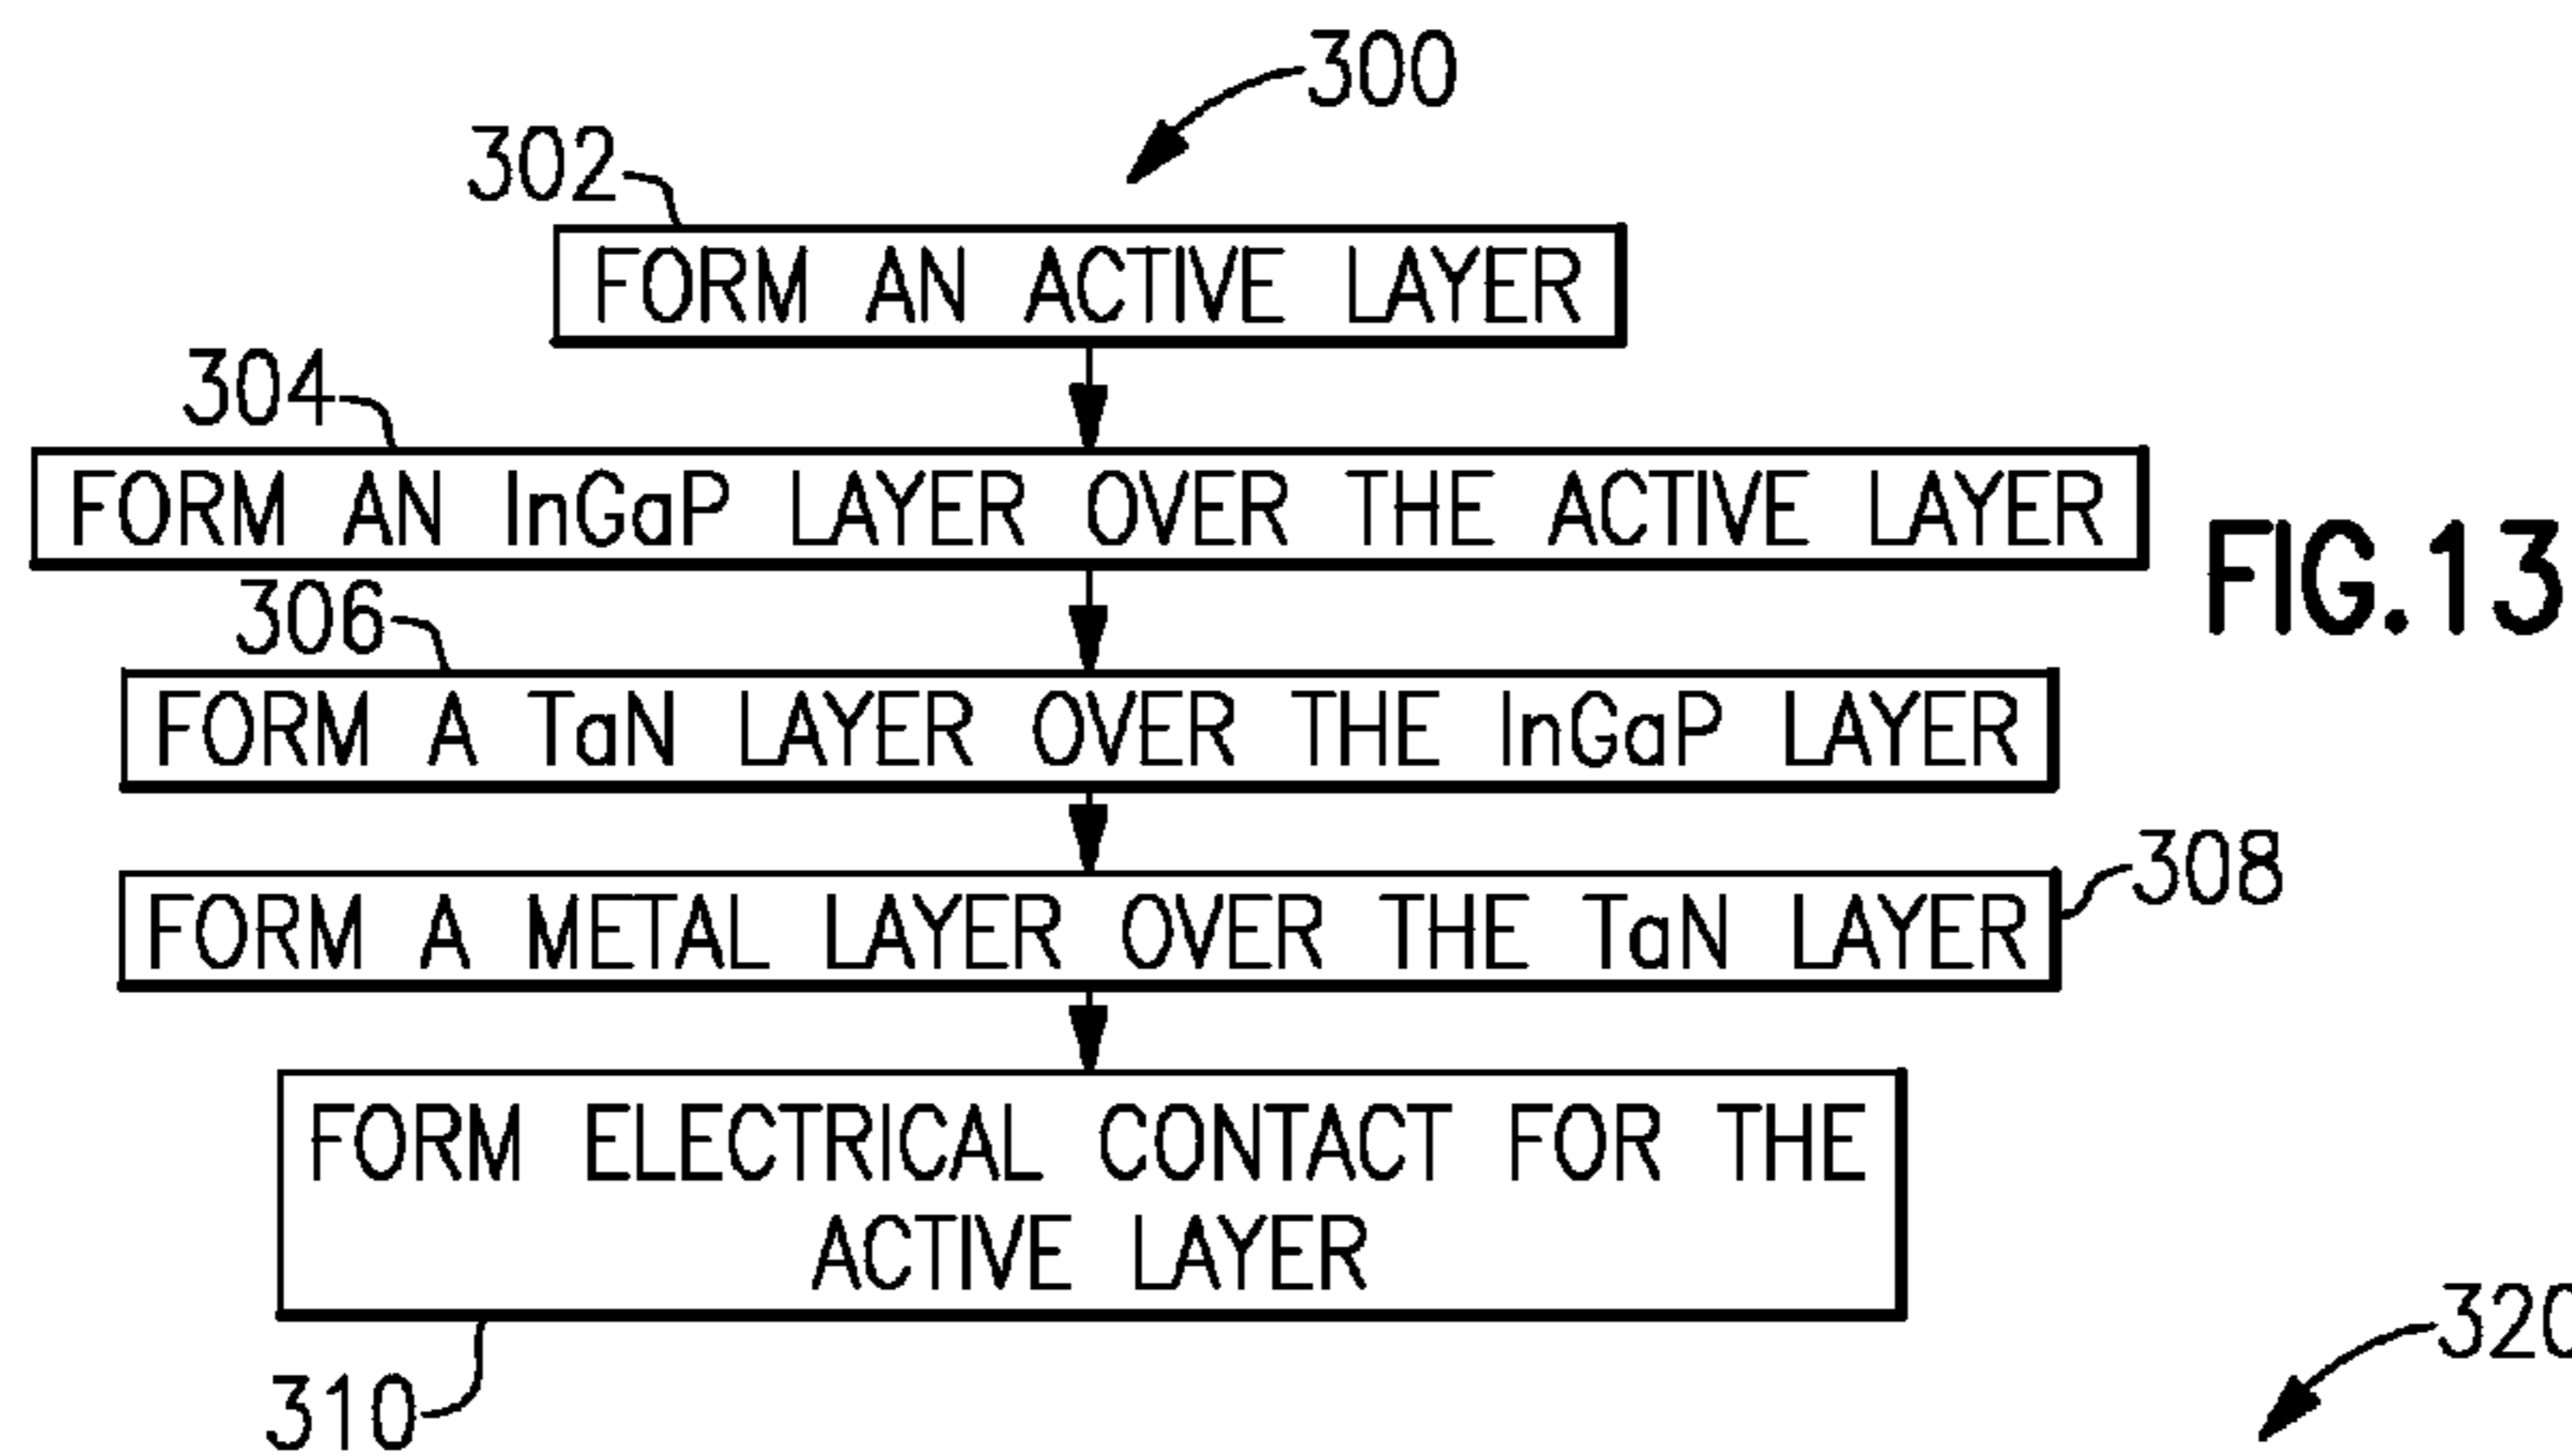 300
302
FORM AN ACTIVE LAYER
304
FORM AN InGaP LAYER OVER THE ACTIVE LAYER
FIG.13
306
FORM A TaN LAYER OVER THE InGaP LAYER
308
FORM A METAL LAYER OVER THE TaN LAYER
FORM ELECTRICAL CONTACT FOR THE
ACTIVE LAYER
310
320